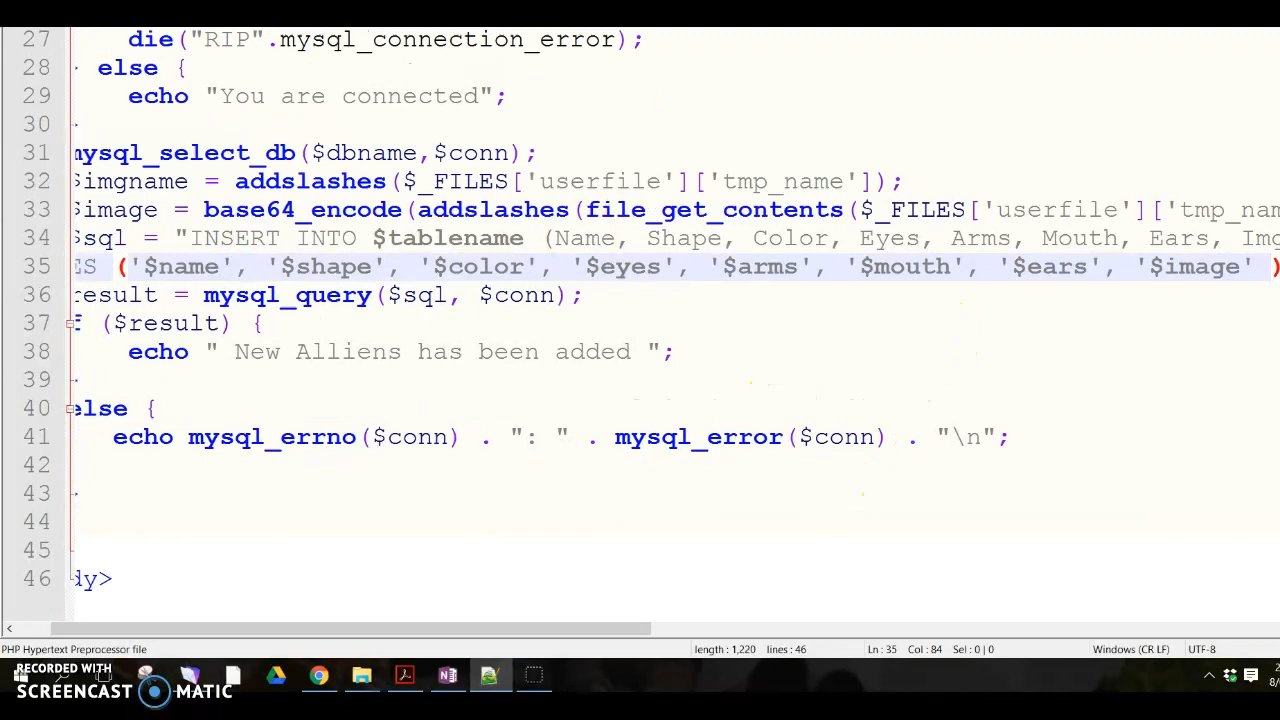 27 die("RIP".mysql_connection_error);
28 else {
29 echo "You are connected";
30
31 mysql_select_db($dbname,$conn);
32 $imgname = addslashes($_FILES['userfile']['tmp_name']);
33 $image = base64_encode(addslashes(file_get_contents($_FILES['userfile']['tmp_nam
34 $sql = "INSERT INTO $tablename (Name, Shape, Color, Eyes, Arms, Mouth, Ears, Img
35 ES ('$name', '$shape', '$color', '$eyes', '$arms', '$mouth', '$ears', '$image' )
36 result = mysql_query($sql, $conn);
37 f ($result) {
38 echo " New Alliens has been added ";
39
40 else {
41 echo mysql_errno($conn) . ": " . mysql_error($conn) . "\n";
42
43
44
45
46 dy>
PHP Hypertext Preprocessor file length : 1,220 lines : 46 Ln : 35 Col : 84 Sel : 0 | 0 Windows (CR LF) UTF-8
RECORDED WITH
SCREENCAST MATIC
8/